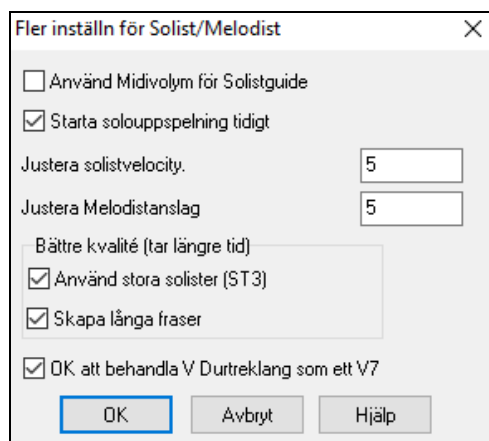 Fler inställn för Solist/Melodist
Använd Midivolym för Solistguide
Starta solouppspelning tidigt
Justera solistvelocity. 5
Justera Melodistanslag 5
Bättre kvalité (tar längre tid)
Använd stora solister (ST3)
Skapa långa fraser
OK att behandla V Durtreklang som ett V7
OK Avbryt Hjälp